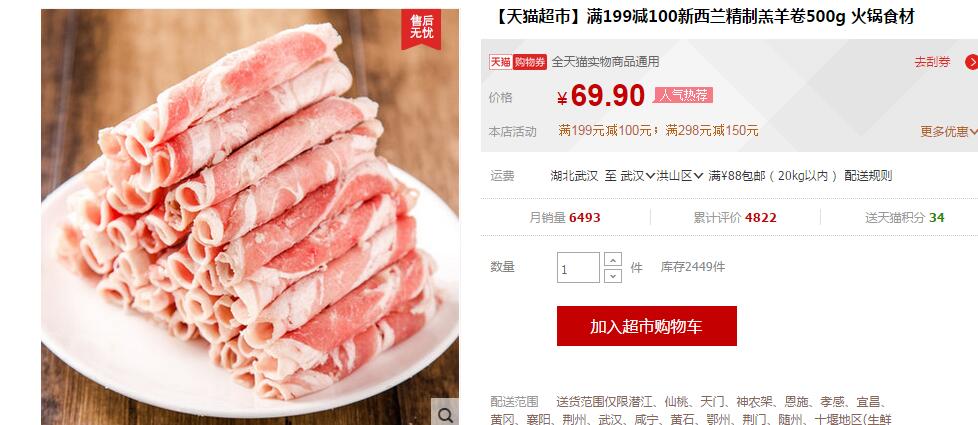 售后
无忧
【天猫超市】满199减100新西兰精制羔羊卷500g 火锅食材
天猫 购物券 全天猫实物商品通用 去刮券
价格 ¥69.90 人气热荐
本店活动 满199元减100元；满298元减150元 更多优惠
运费 湖北武汉 至 武汉 洪山区 满¥88包邮（20kg以内） 配送规则
月销量 6493 累计评价 4822 送天猫积分 34
数量 1 件 库存2449件
加入超市购物车
配送范围 送货范围仅限潜江、仙桃、天门、神农架、恩施、孝感、宜昌、
黄冈、襄阳、荆州、武汉、咸宁、黄石、鄂州、荆门、随州、十堰地区(生鲜